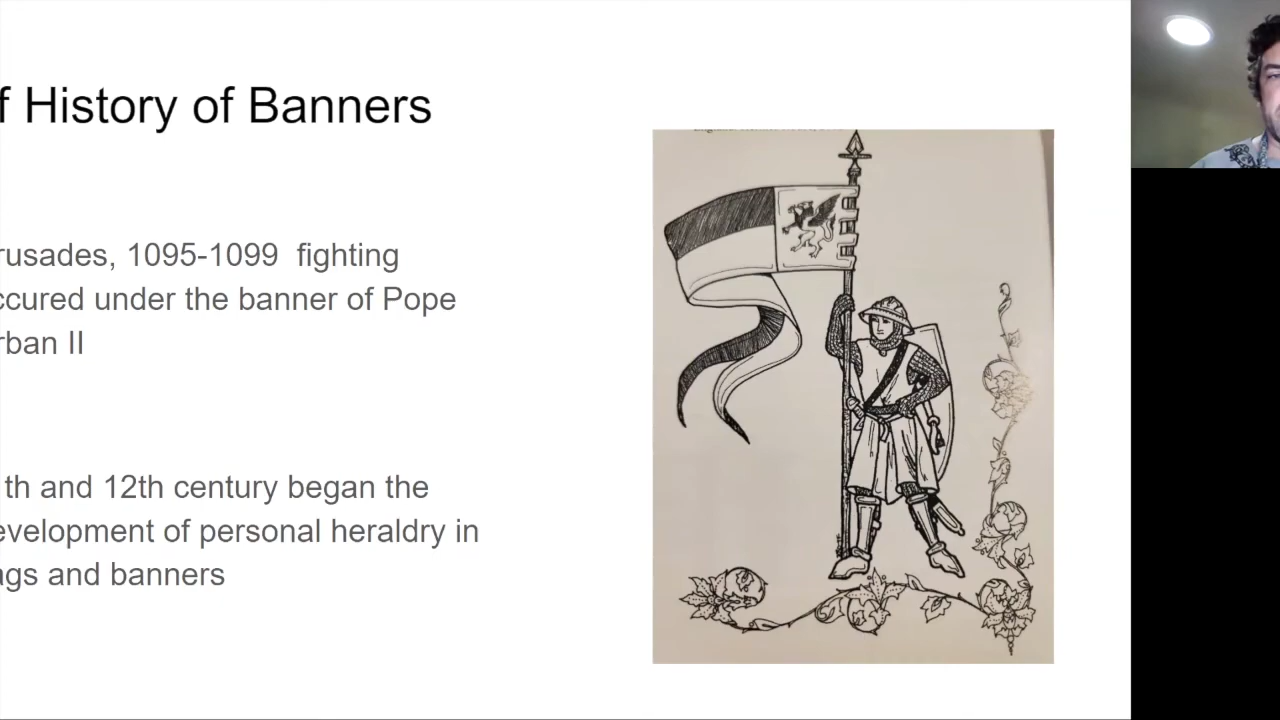 f History of Banners
rusades, 1095-1099 fighting
ccured under the banner of Pope
rban II
th and 12th century began the
evelopment of personal heraldry in
ags and banners